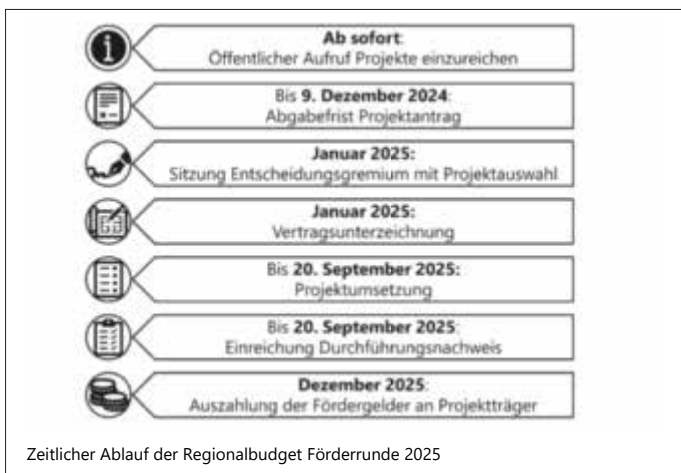 Ab sofort:
Öffentlicher Aufruf Projekte einzureichen
Bis 9. Dezember 2024:
Abgabefrist Projektantrag
Januar 2025:
Sitzung Entscheidungsgremium mit Projektauswahl
Januar 2025:
Vertragsunterzeichnung
Bis 20. September 2025:
Projektumsetzung
Bis 20. September 2025:
Einreichung Durchführungsnachweis
Dezember 2025:
Auszahlung der Fördergelder an Projektträger
Zeitlicher Ablauf der Regionalbudget Förderrunde 2025